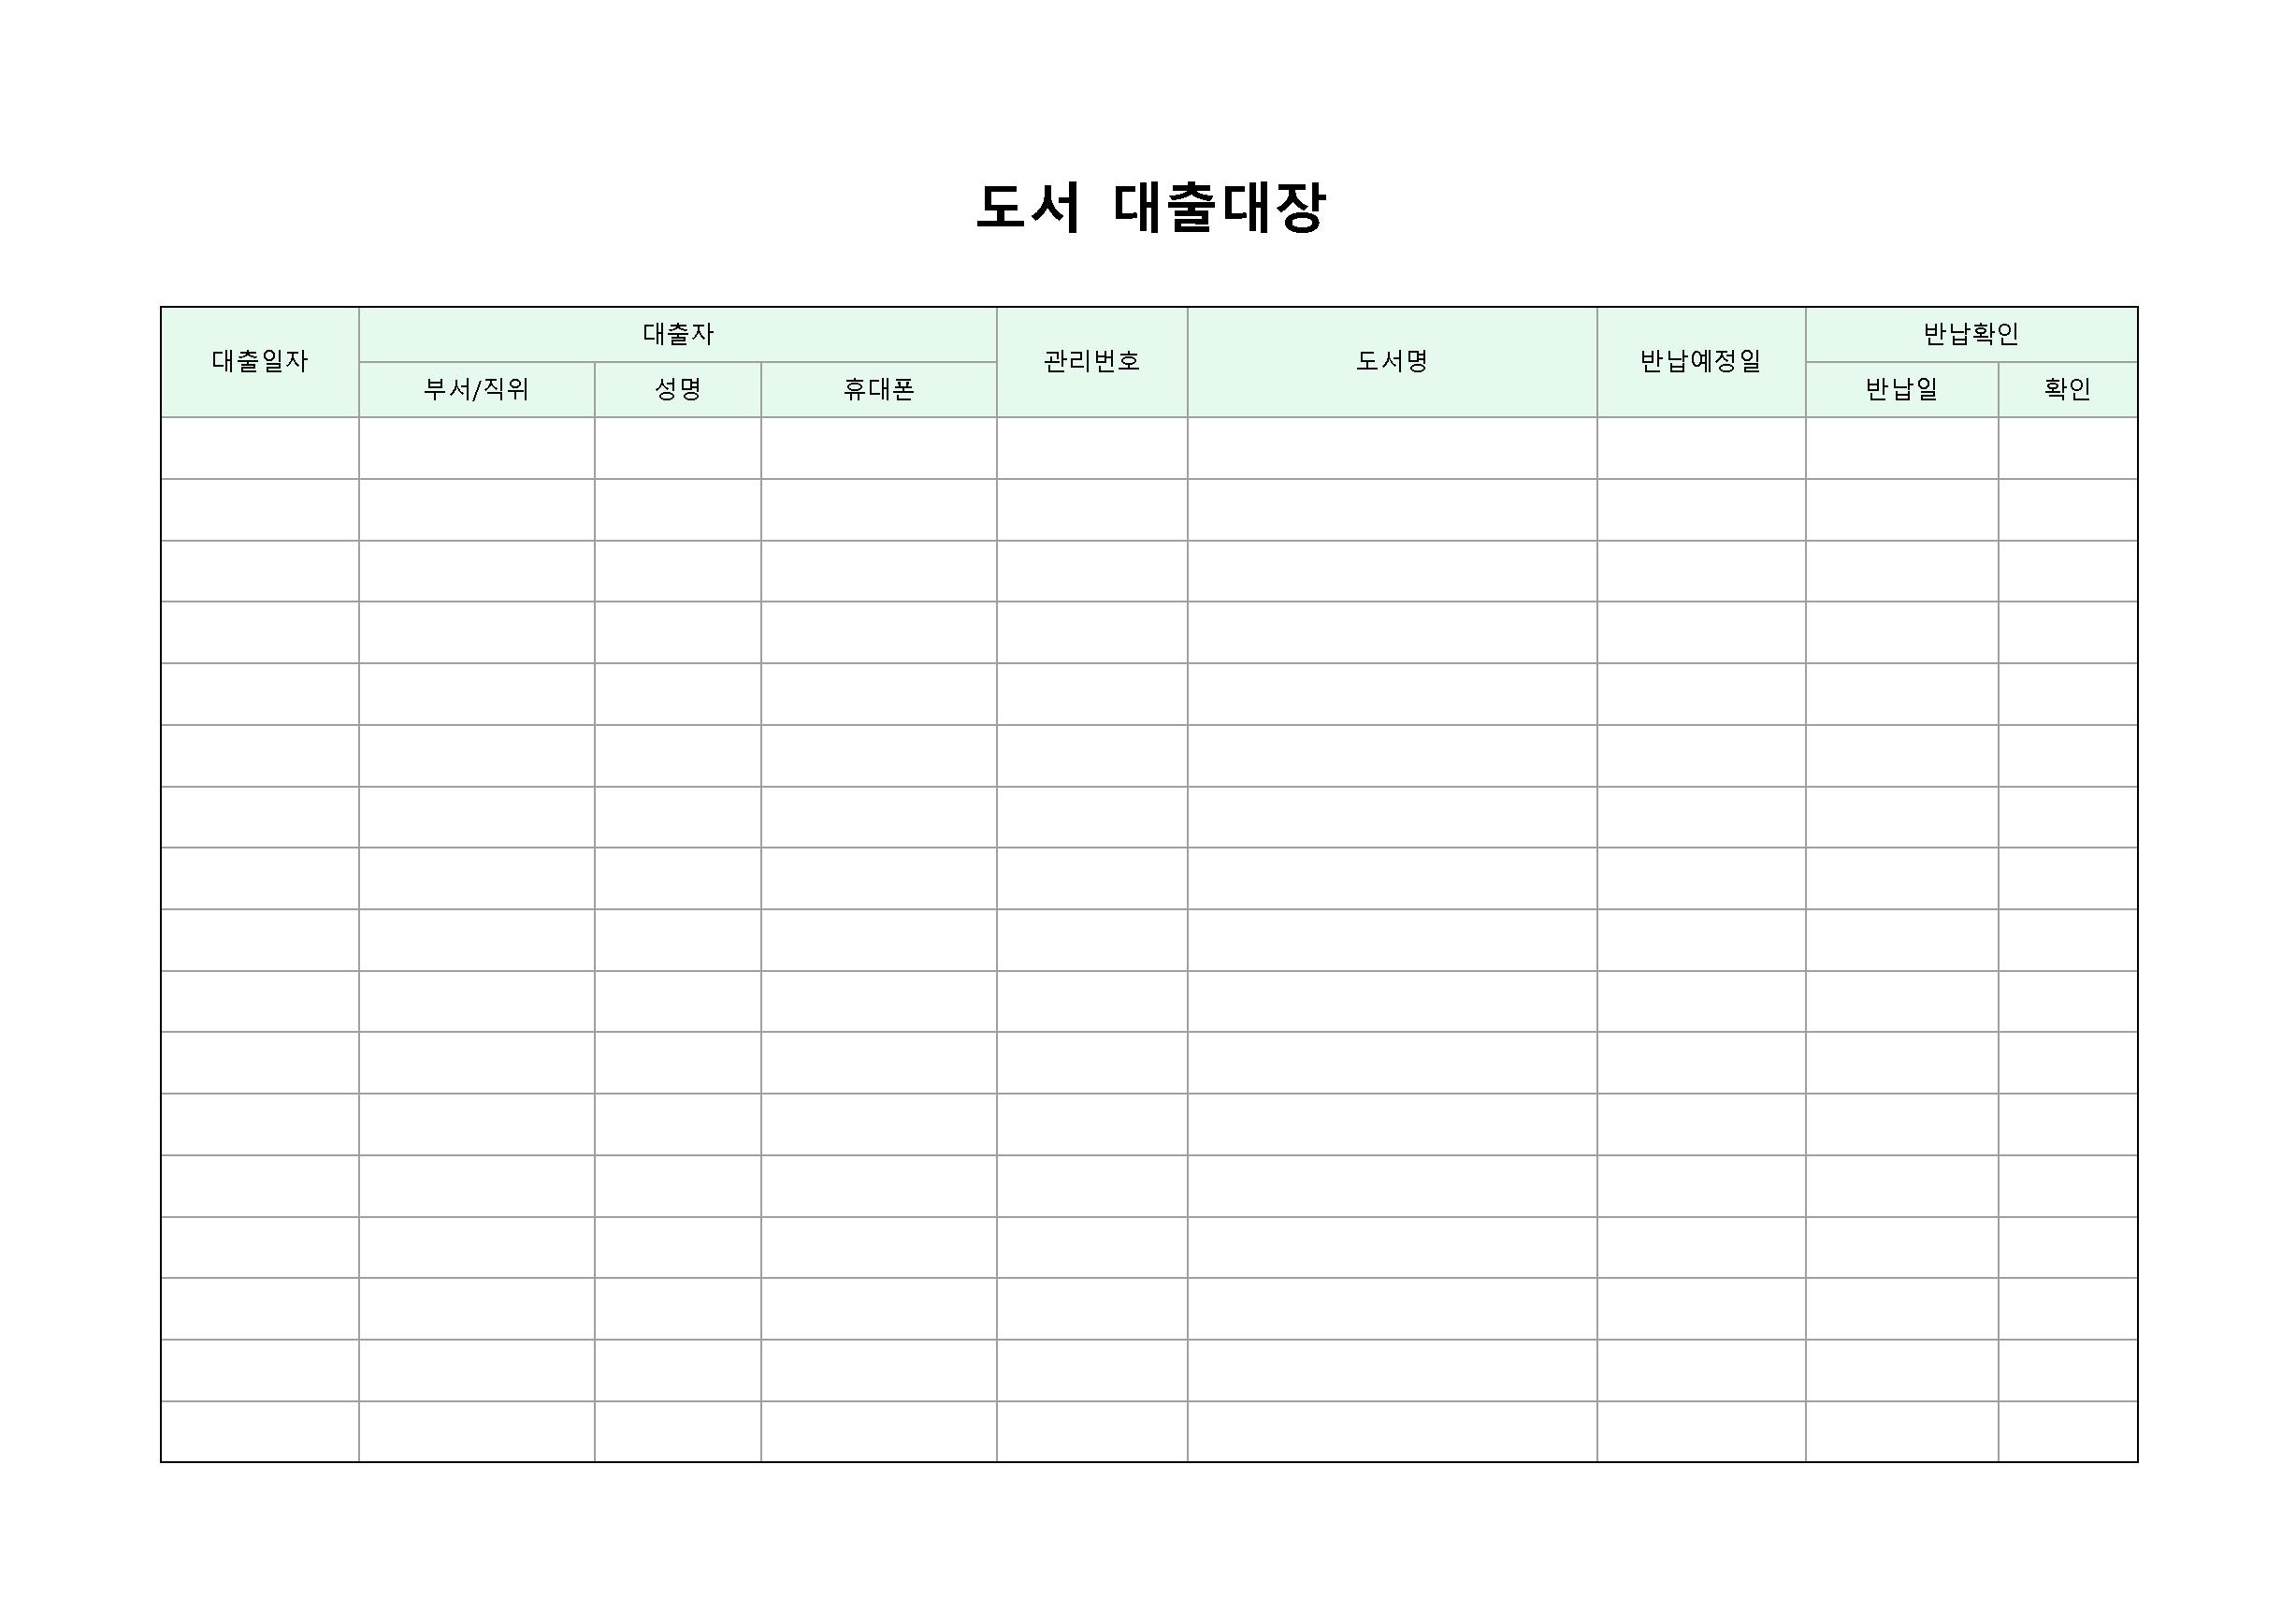 도서 대출대장
대출일자 대출자 관리번호 도서명 반납예정일 반납확인
부서/직위 성명 휴대폰 반납일 확인